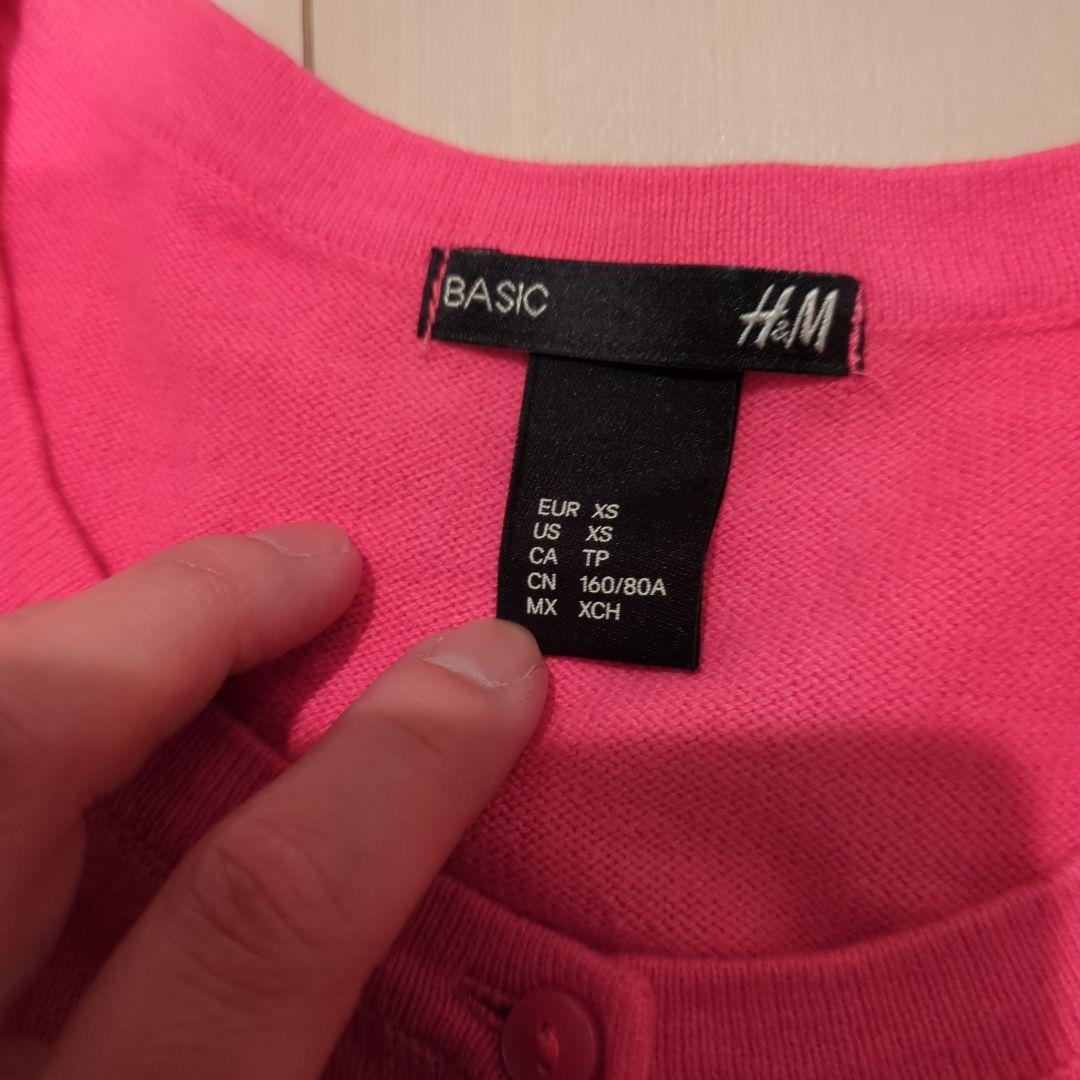 BASIC H&M
EUR XS
US XS
CA TP
CN 160/80A
MX XCH